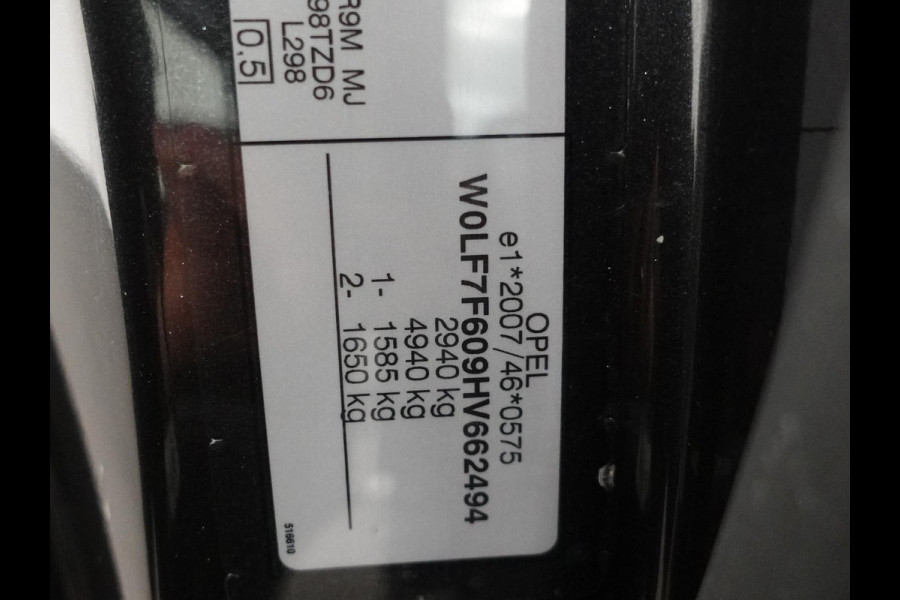 OPEL
e1*2007/46*0575
W0LF7F609HV662494
2940 kg
4940 kg
1- 1585 kg
2- 1650 kg
R9M MJ
98TZD6
L298
0,5
516610